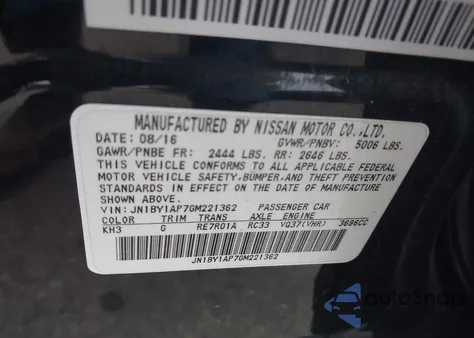 MANUFACTURED BY NISSAN MOTOR CO.,LTD.
DATE: 08/16 GVWR/PNBV: 5006 LBS.
GAWR/PNBE FR: 2444 LBS. RR: 2646 LBS.
THIS VEHICLE CONFORMS TO ALL APPLICABLE FEDERAL
MOTOR VEHICLE SAFETY, BUMPER, AND THEFT PREVENTION
STANDARDS IN EFFECT ON THE DATE OF MANUFACTURE
SHOWN ABOVE.
VIN: JN1BY1AP7GM221362 PASSENGER CAR
COLOR TRIM TRANS AXLE ENGINE
KH3 G RE7R01A RC33 VQ37(VHR) 3696CC
JN1BY1AP7GM221362
autoSnap